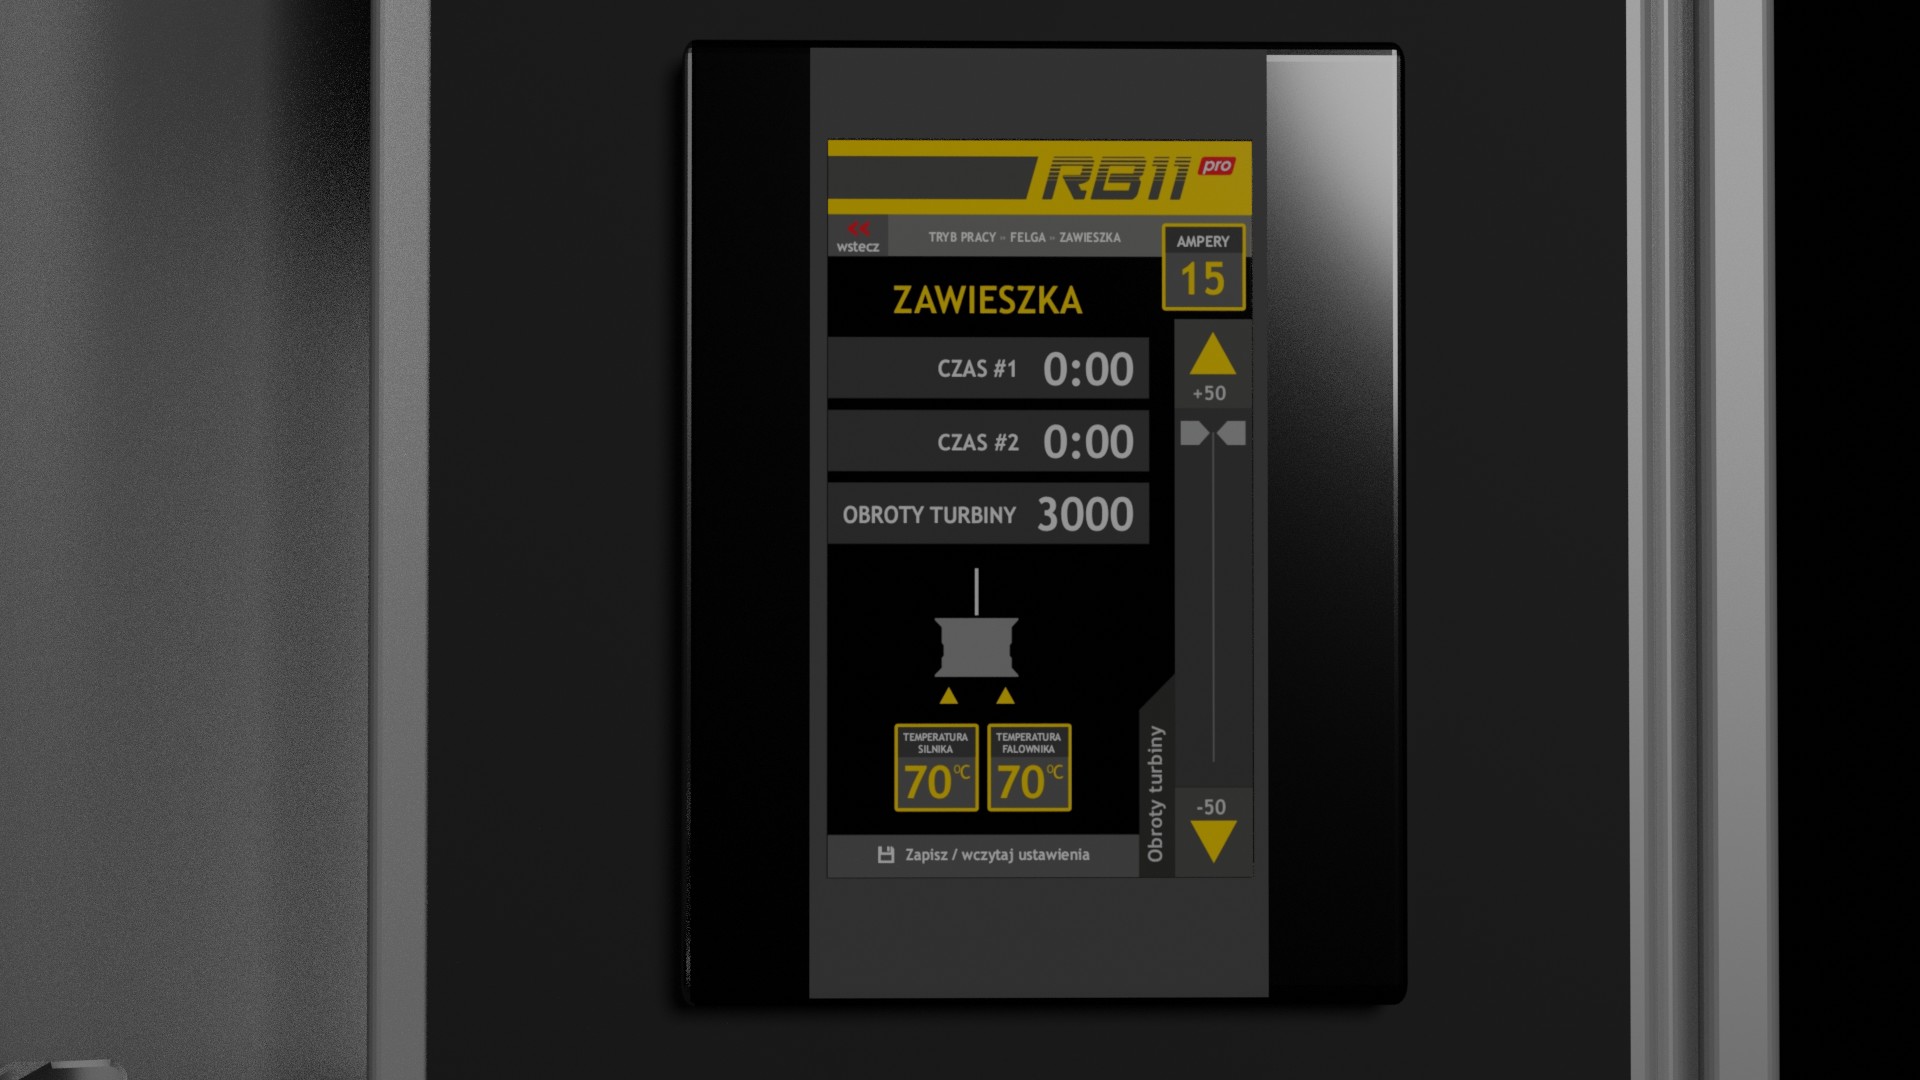 RB11 pro
wstecz
TRYB PRACY - FELGA - ZAWIESZKA
AMPERY
15
ZAWIESZKA
CZAS #1 0:00
+50
CZAS #2 0:00
OBROTY TURBINY 3000
TEMPERATURA
SILNIKA
70°C
TEMPERATURA
FALOWNIKA
70°C
Obroty turbiny
-50
Zapisz / wczytaj ustawienia